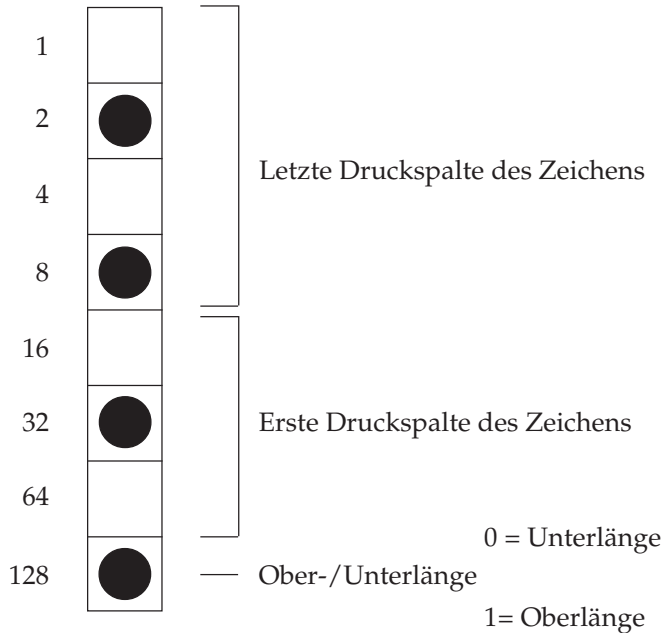 1
2
Letzte Druckspalte des Zeichens
4
8
16
32
Erste Druckspalte des Zeichens
64
0 = Unterlänge
128
Ober-/Unterlänge
1= Oberlänge